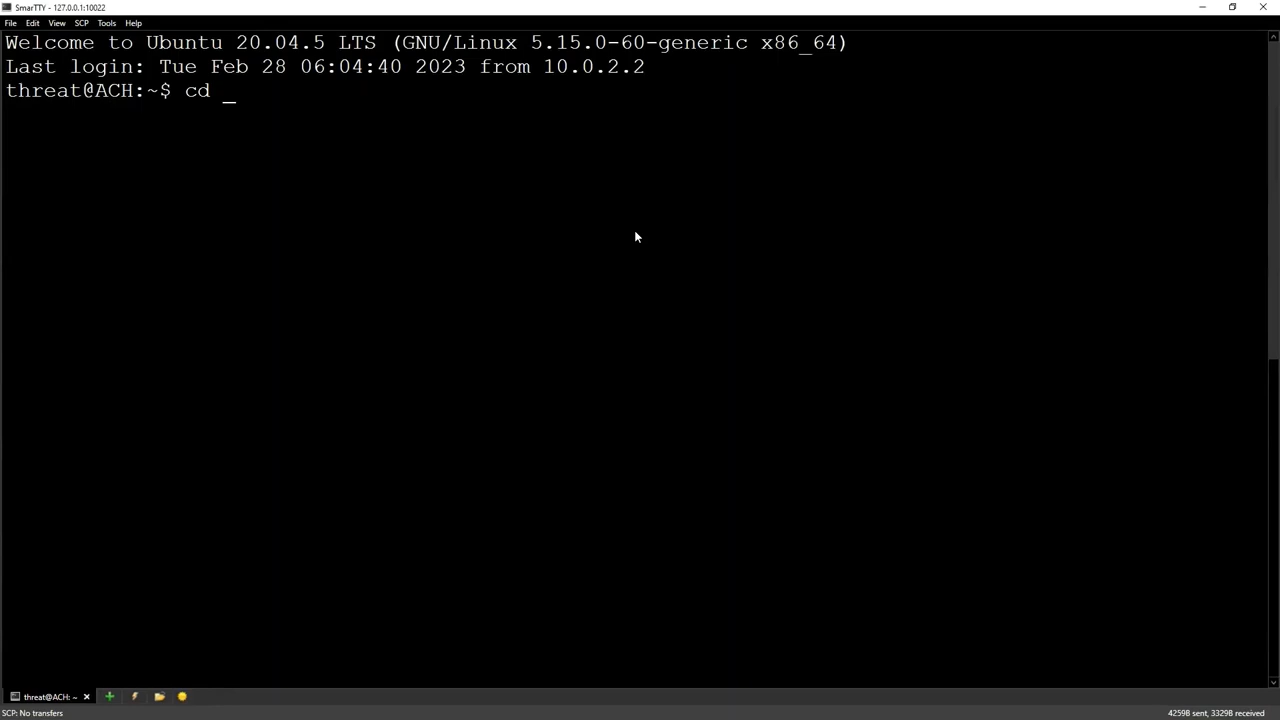 SmarTTY - 127.0.0.1:10022
File Edit View SCP Tools Help
Welcome to Ubuntu 20.04.5 LTS (GNU/Linux 5.15.0-60-generic x86_64)
Last login: Tue Feb 28 06:04:40 2023 from 10.0.2.2
threat@ACH:~$ cd _
threat@ACH: ~
SCP: No transfers
4259B sent, 3329B received